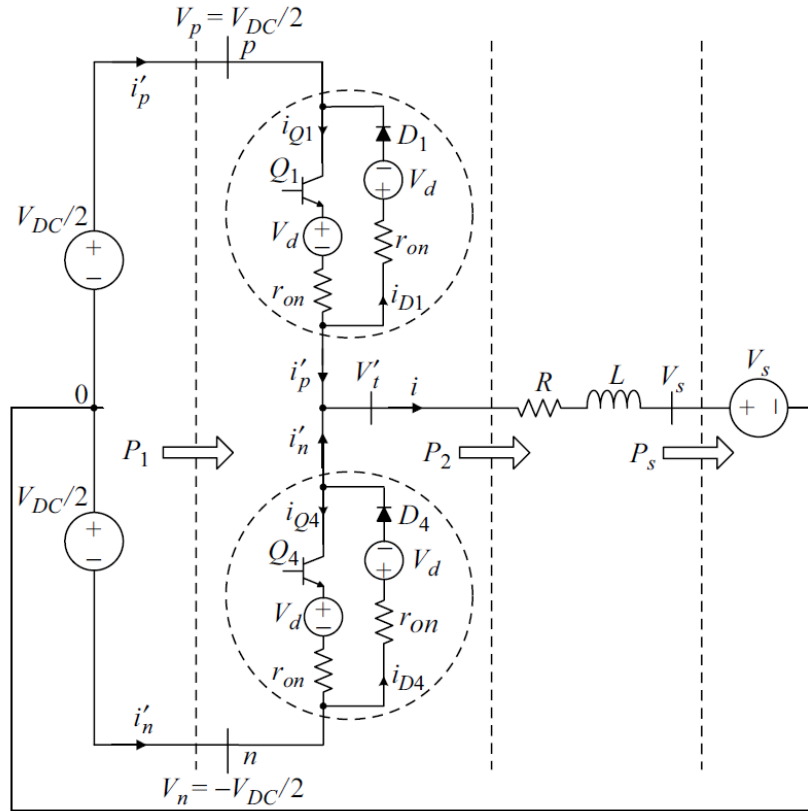 V_p = V_DC/2
p
i'_p
i_Q1
D_1
Q_1
V_d
V_DC/2
V_d
r_on
r_on
i_D1
i'_p
V'_t
i
R
L
V_s
V_s
0
i'_n
P_1
P_2
P_s
V_DC/2
i_Q4
D_4
Q_4
V_d
V_d
r_on
r_on
i_D4
i'_n
n
V_n = −V_DC/2